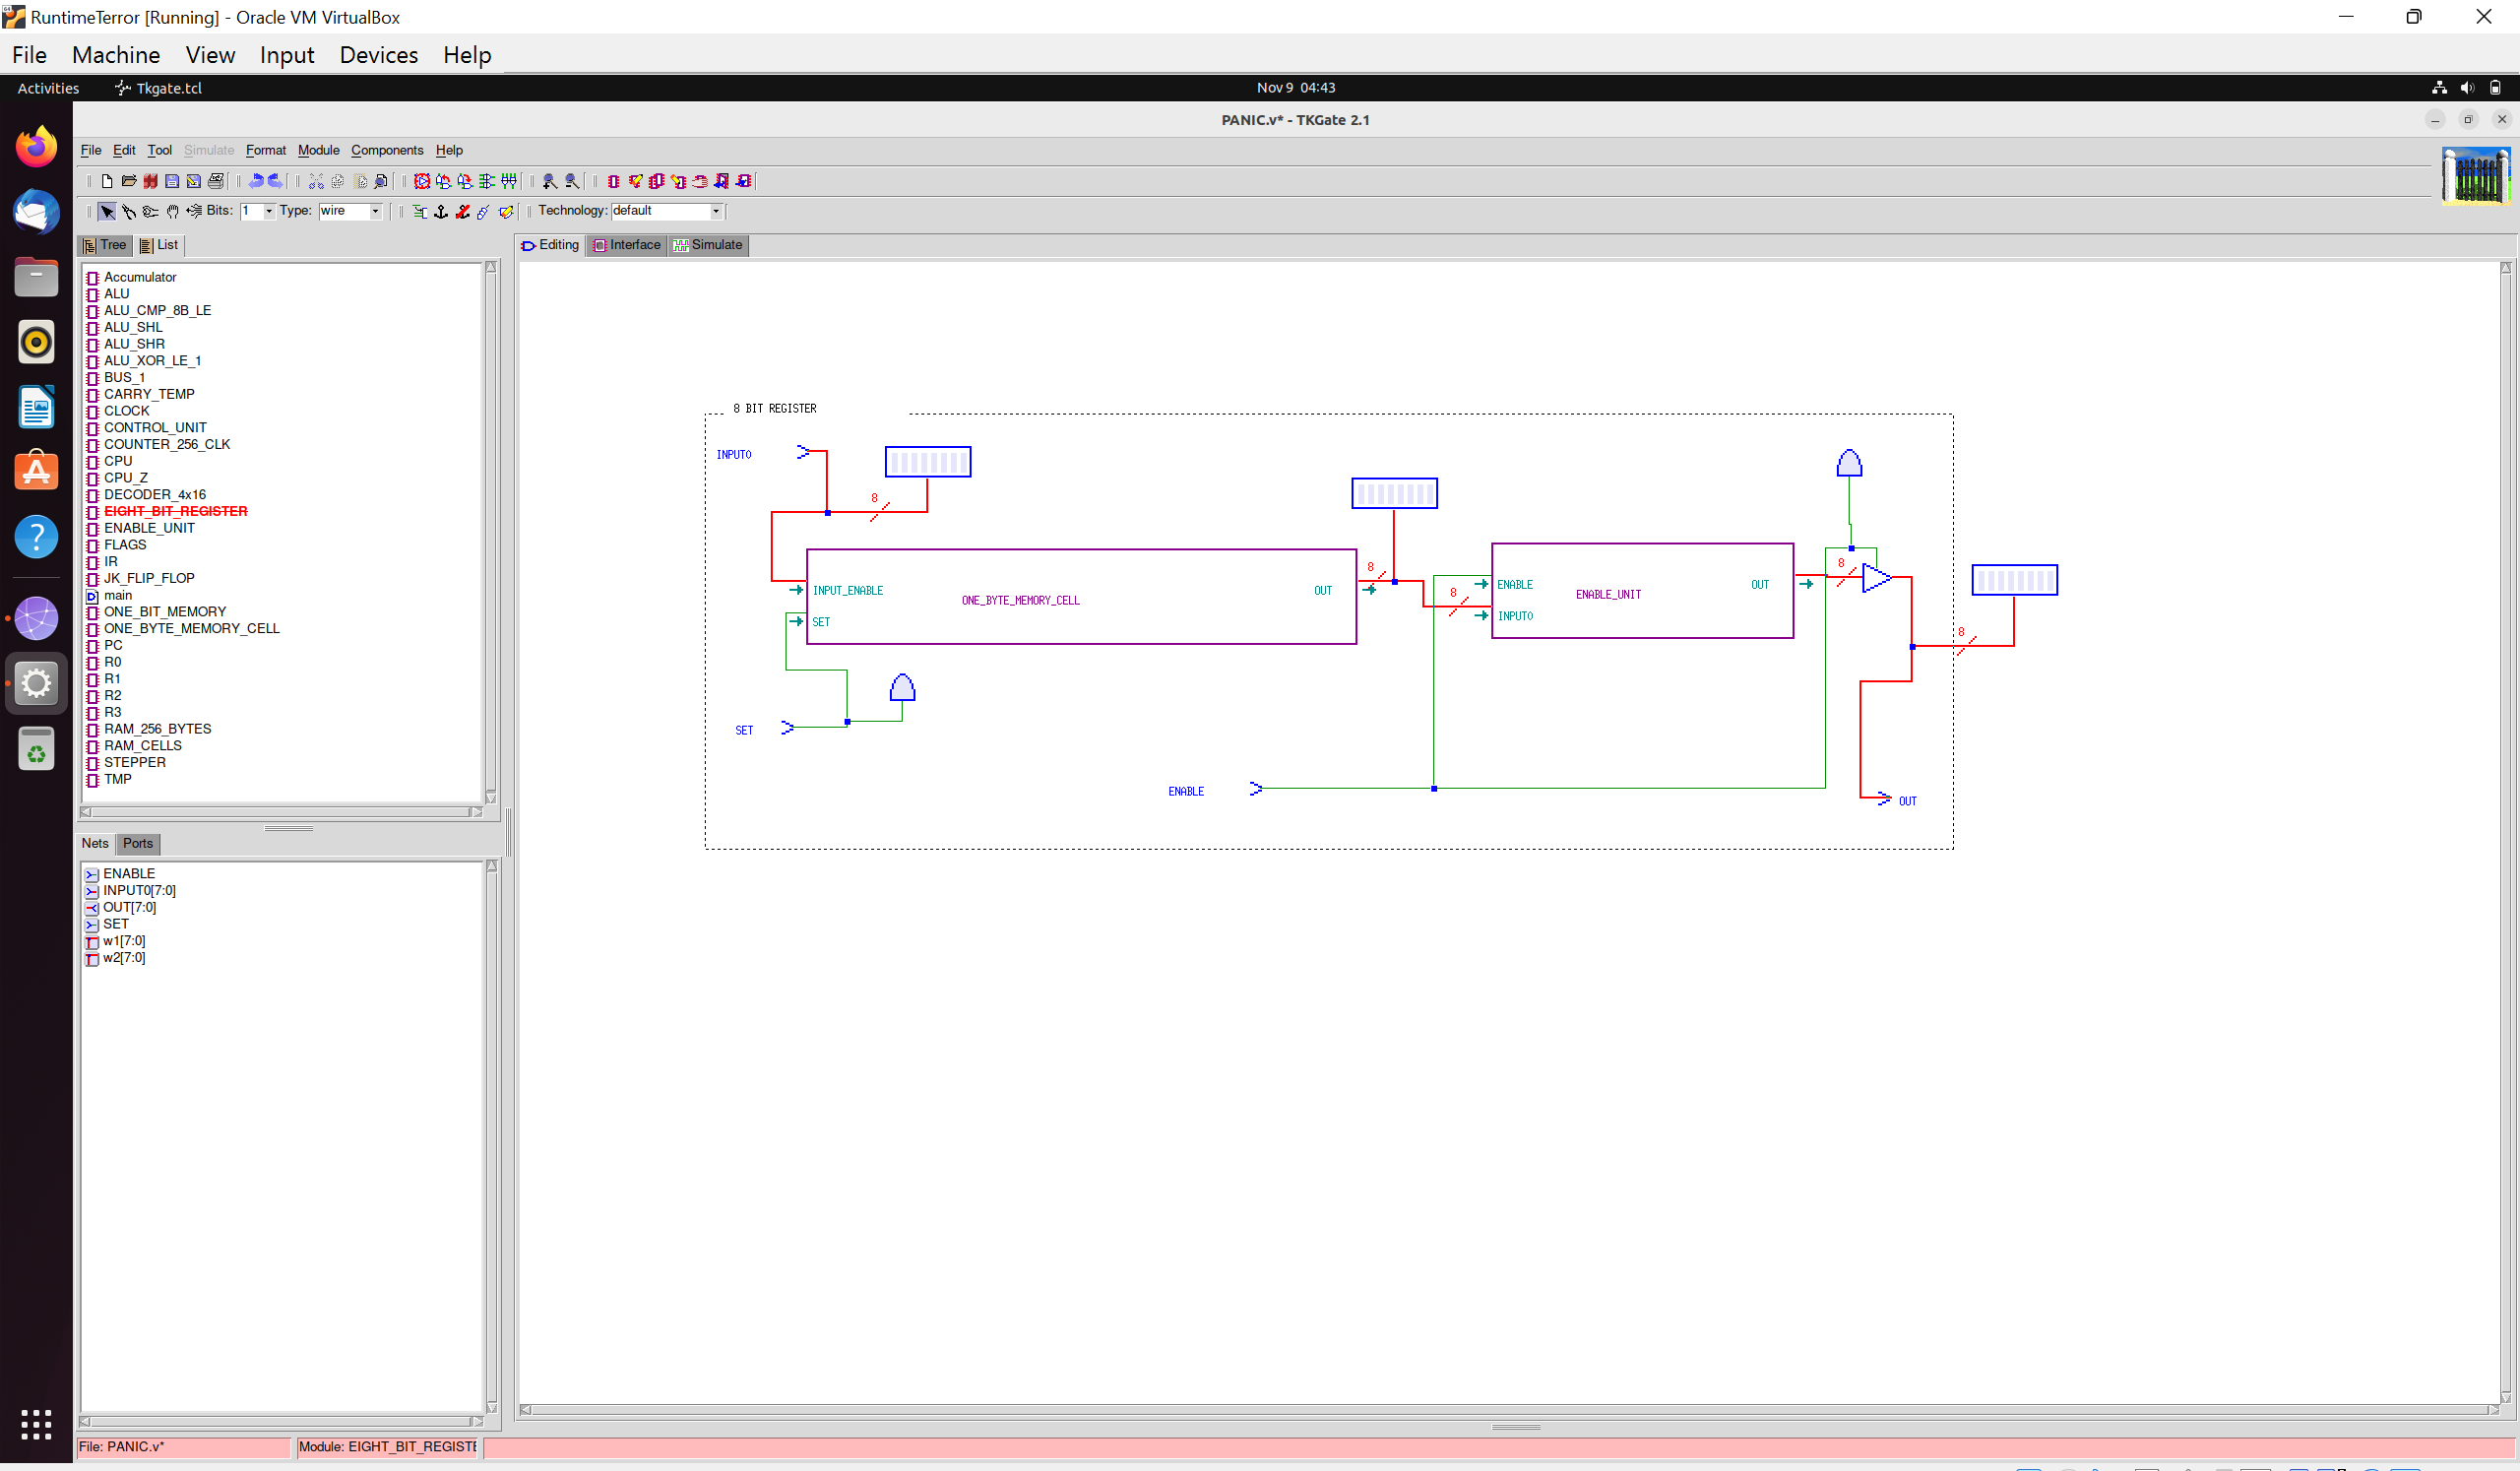 RuntimeTerror [Running] - Oracle VM VirtualBox
File Machine View Input Devices Help
Activities Tkgate.tcl Nov 9 04:43
PANIC.v* - TKGate 2.1
File Edit Tool Simulate Format Module Components Help
Bits: 1 Type: wire Technology: default
Tree List
Editing Interface Simulate
Accumulator
ALU
ALU_CMP_8B_LE
ALU_SHL
ALU_SHR
ALU_XOR_LE_1
BUS_1
CARRY_TEMP
CLOCK
CONTROL_UNIT
COUNTER_256_CLK
CPU
CPU_Z
DECODER_4x16
EIGHT_BIT_REGISTER
ENABLE_UNIT
FLAGS
IR
JK_FLIP_FLOP
main
ONE_BIT_MEMORY
ONE_BYTE_MEMORY_CELL
PC
R0
R1
R2
R3
RAM_256_BYTES
RAM_CELLS
STEPPER
TMP
Nets Ports
ENABLE
INPUT0[7:0]
OUT[7:0]
SET
w1[7:0]
w2[7:0]
8 BIT REGISTER
INPUT0
8
INPUT_ENABLE
SET
ONE_BYTE_MEMORY_CELL
OUT
8
8
ENABLE
INPUT0
ENABLE_UNIT
OUT
8
8
SET
ENABLE
OUT
File: PANIC.v* Module: EIGHT_BIT_REGISTE